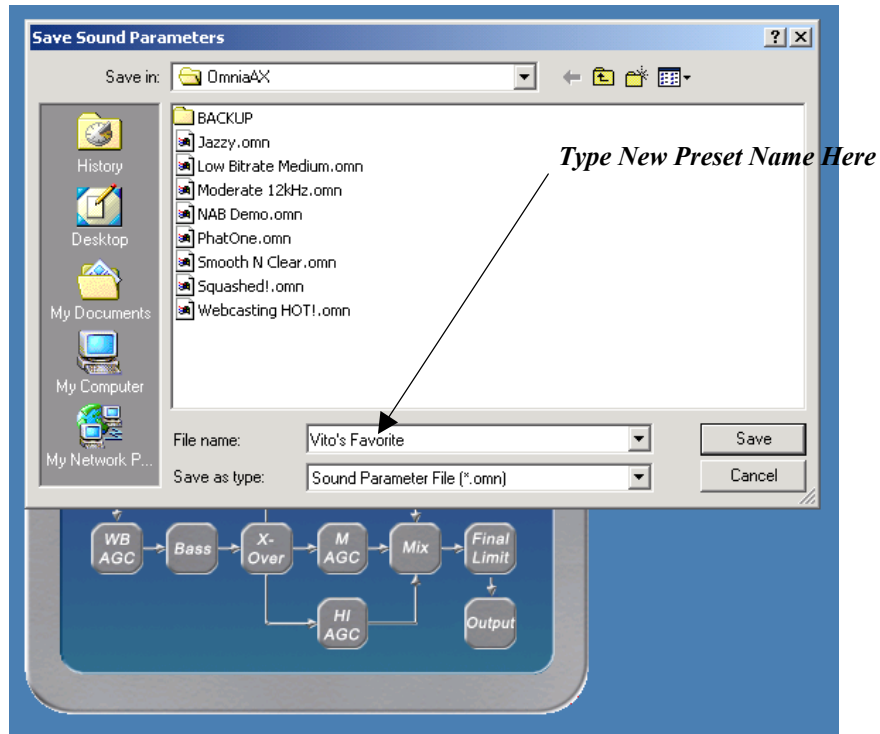 Save Sound Parameters
Save in: OmniaAX
BACKUP
Jazzy.omn
Low Bitrate Medium.omn
Moderate 12kHz.omn
NAB Demo.omn
PhatOne.omn
Smooth N Clear.omn
Squashed!.omn
Webcasting HOT!.omn
Type New Preset Name Here
History
Desktop
My Documents
My Computer
My Network P...
File name: Vito's Favorite
Save
Save as type: Sound Parameter File (*.omn)
Cancel
WB AGC
Bass
X-Over
M AGC
Mix
Final Limit
HI AGC
Output